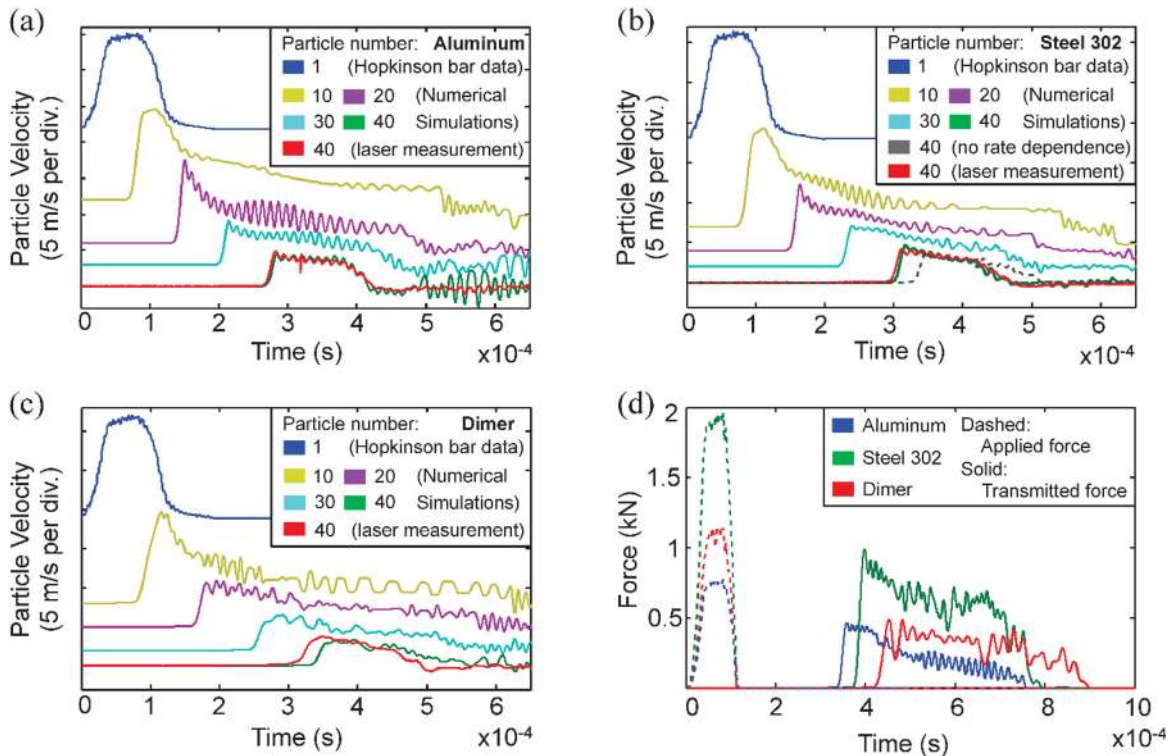 (a)
Particle number: Aluminum
1 (Hopkinson bar data)
10 20 (Numerical
30 40 Simulations)
40 (laser measurement)
Particle Velocity
(5 m/s per div.)
0 1 2 3 4 5 6
Time (s)
x10-4
(b)
Particle number: Steel 302
1 (Hopkinson bar data)
10 20 (Numerical
30 40 Simulations)
40 (no rate dependence)
40 (laser measurement)
Particle Velocity
(5 m/s per div.)
0 1 2 3 4 5 6
Time (s)
x10-4
(c)
Particle number: Dimer
1 (Hopkinson bar data)
10 20 (Numerical
30 40 Simulations)
40 (laser measurement)
Particle Velocity
(5 m/s per div.)
0 1 2 3 4 5 6
Time (s)
x10-4
(d)
Aluminum Dashed:
Applied force
Steel 302 Solid:
Dimer Transmitted force
Force (kN)
2
1.5
1
0.5
0 2 4 6 8 10
Time (s)
x10-4